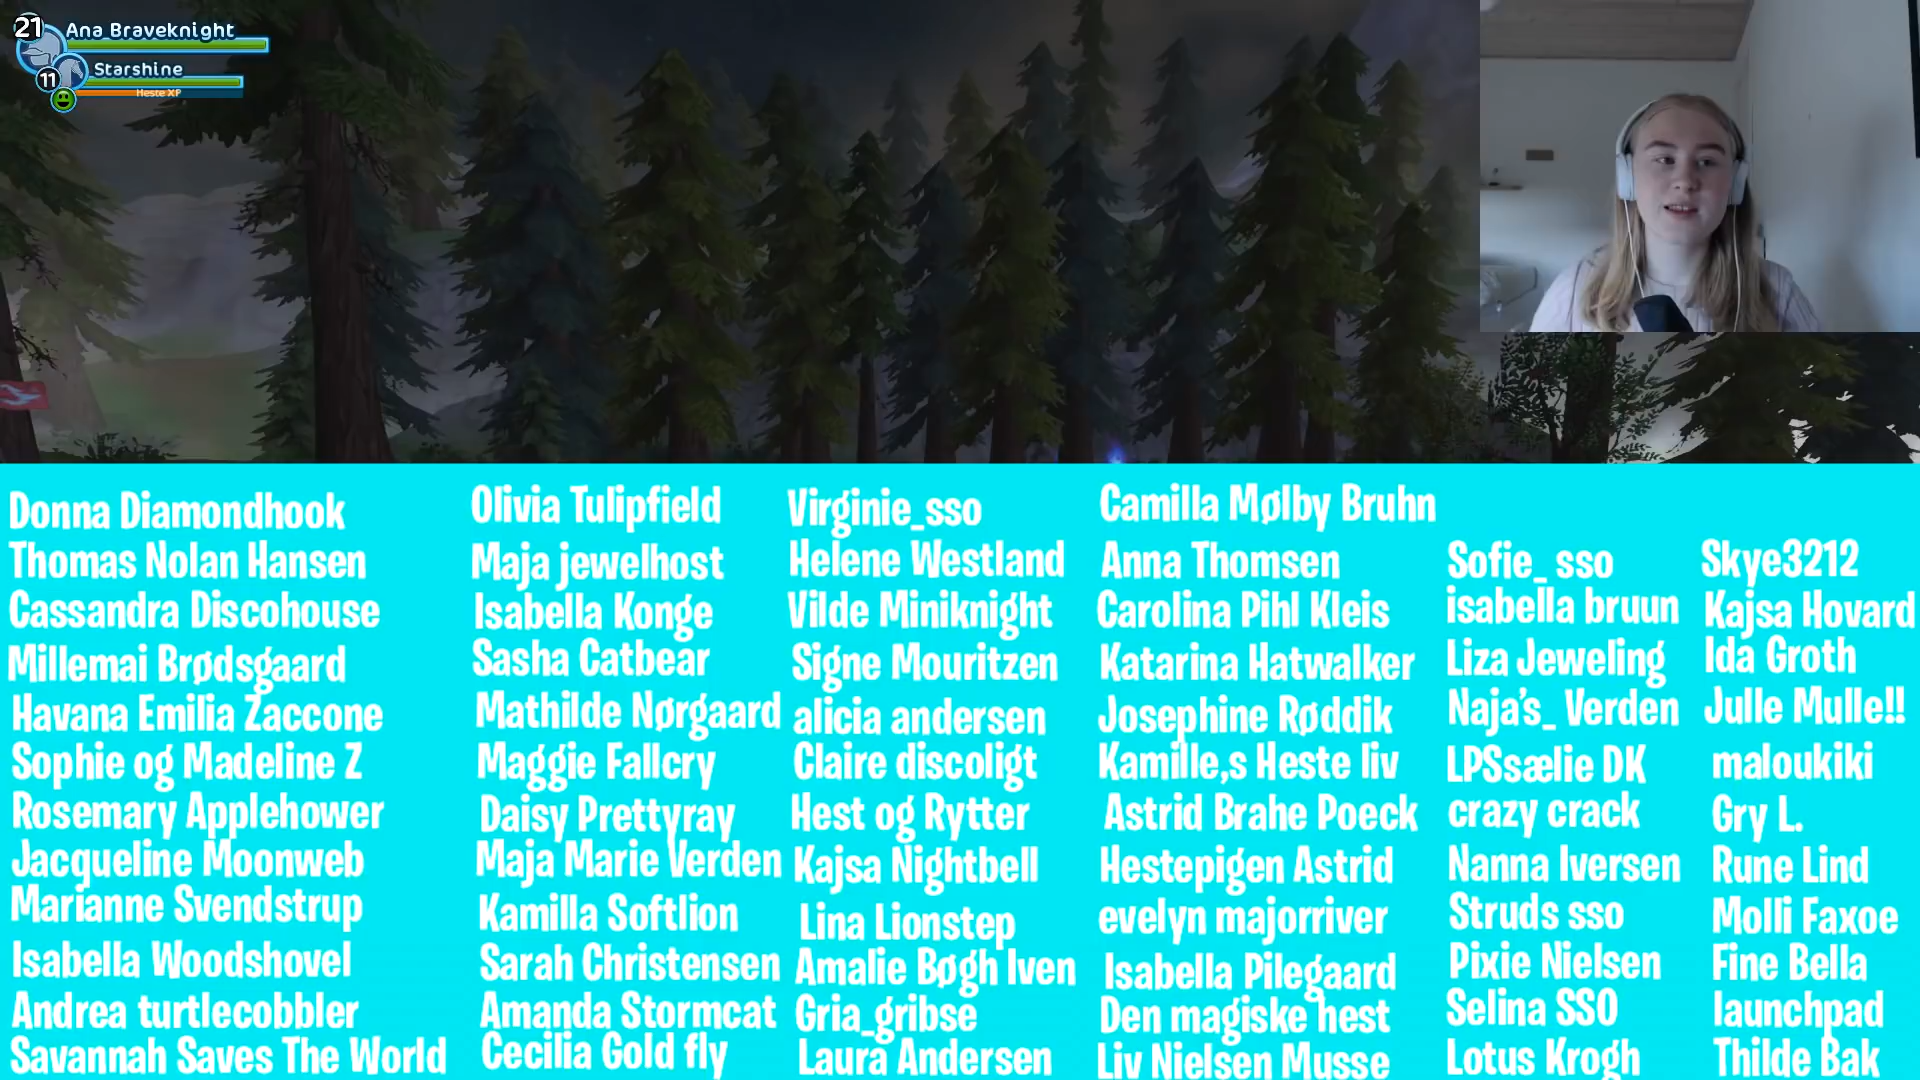 21
Ana Braveknight
Starshine
11
Heste XP
Donna Diamondhook
Thomas Nolan Hansen
Cassandra Discohouse
Millemai Brødsgaard
Havana Emilia Zaccone
Sophie og Madeline Z
Rosemary Applehower
Jacqueline Moonweb
Marianne Svendstrup
Isabella Woodshovel
Andrea turtlecobbler
Savannah Saves The World
Olivia Tulipfield
Maja jewelhost
Isabella Konge
Sasha Catbear
Mathilde Nørgaard
Maggie Fallcry
Daisy Prettyray
Maja Marie Verden
Kamilla Softlion
Sarah Christensen
Amanda Stormcat
Cecilia Gold fly
Virginie_sso
Helene Westland
Vilde Miniknight
Signe Mouritzen
alicia andersen
Claire discoligt
Hest og Rytter
Kajsa Nightbell
Lina Lionstep
Amalie Bøgh Iven
Gria_gribse
Laura Andersen
Camilla Mølby Bruhn
Anna Thomsen
Carolina Pihl Kleis
Katarina Hatwalker
Josephine Røddik
Kamille,s Heste liv
Astrid Brahe Poeck
Hestepigen Astrid
evelyn majorriver
Isabella Pilegaard
Den magiske hest
Liv Nielsen Musse
Sofie_ sso
isabella bruun
Liza Jeweling
Naja's_ Verden
LPSsælie DK
crazy crack
Nanna Iversen
Struds sso
Pixie Nielsen
Selina SSO
Lotus Krogh
Skye3212
Kajsa Hovard
Ida Groth
Julle Mulle!!
maloukiki
Gry L.
Rune Lind
Molli Faxoe
Fine Bella
launchpad
Thilde Bak